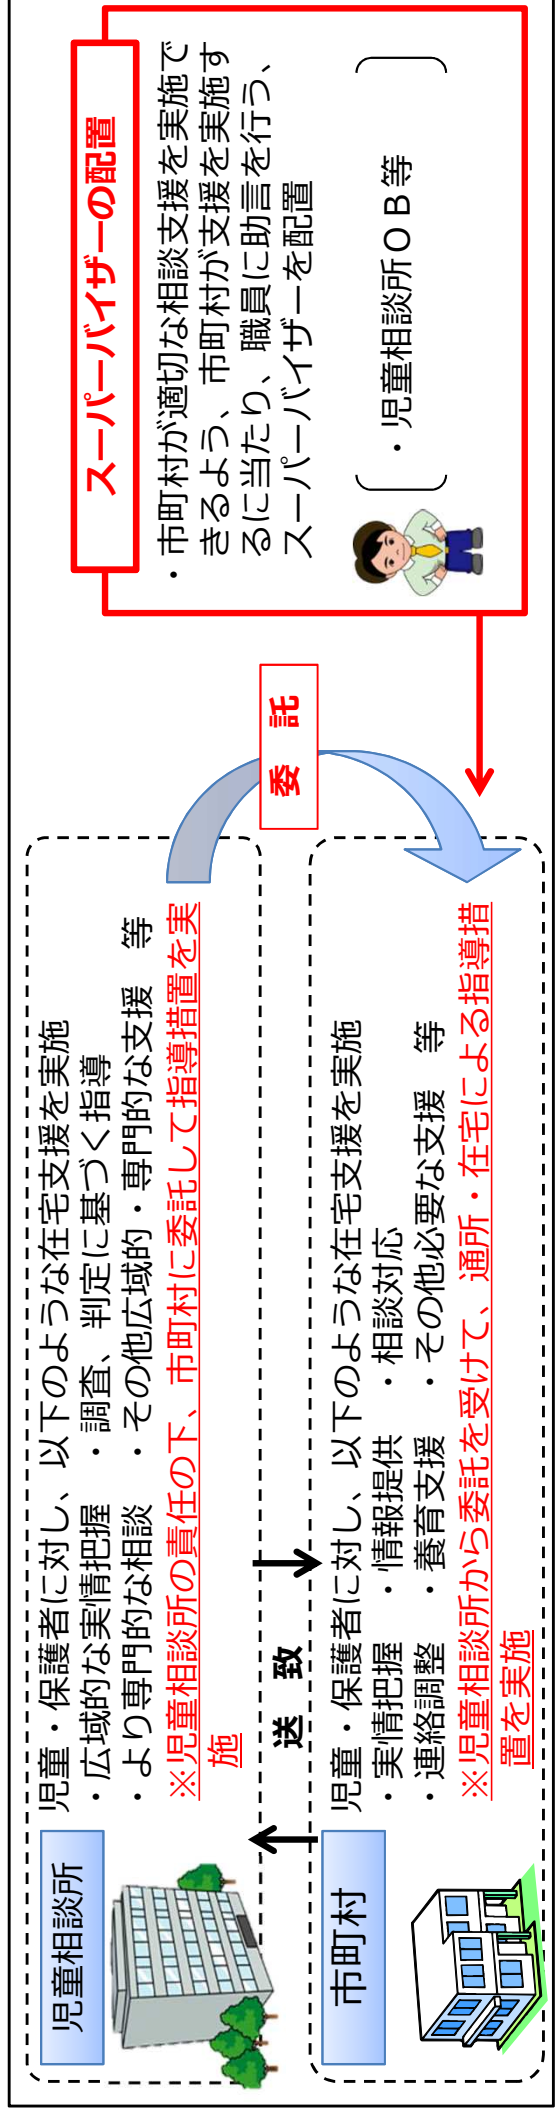 児童相談所
児童・保護者に対し、以下のような在宅支援を実施
・広域的な実情把握　・調査、判定に基づく指導
・より専門的な相談　・その他広域的・専門的な支援　等
※児童相談所の責任の下、市町村に委託して指導措置を実
施
送　致
市町村
児童・保護者に対し、以下のような在宅支援を実施
・実情把握　・情報提供　・相談対応
・連絡調整　・養育支援　・その他必要な支援　等
※児童相談所から委託を受けて、通所・在宅による指導措
置を実施
委　託
スーパーバイザーの配置
・市町村が適切な相談支援を実施で
きるよう、市町村が支援を実施す
るに当たり、職員に助言を行う、
スーパーバイザーを配置
・児童相談所ＯＢ等